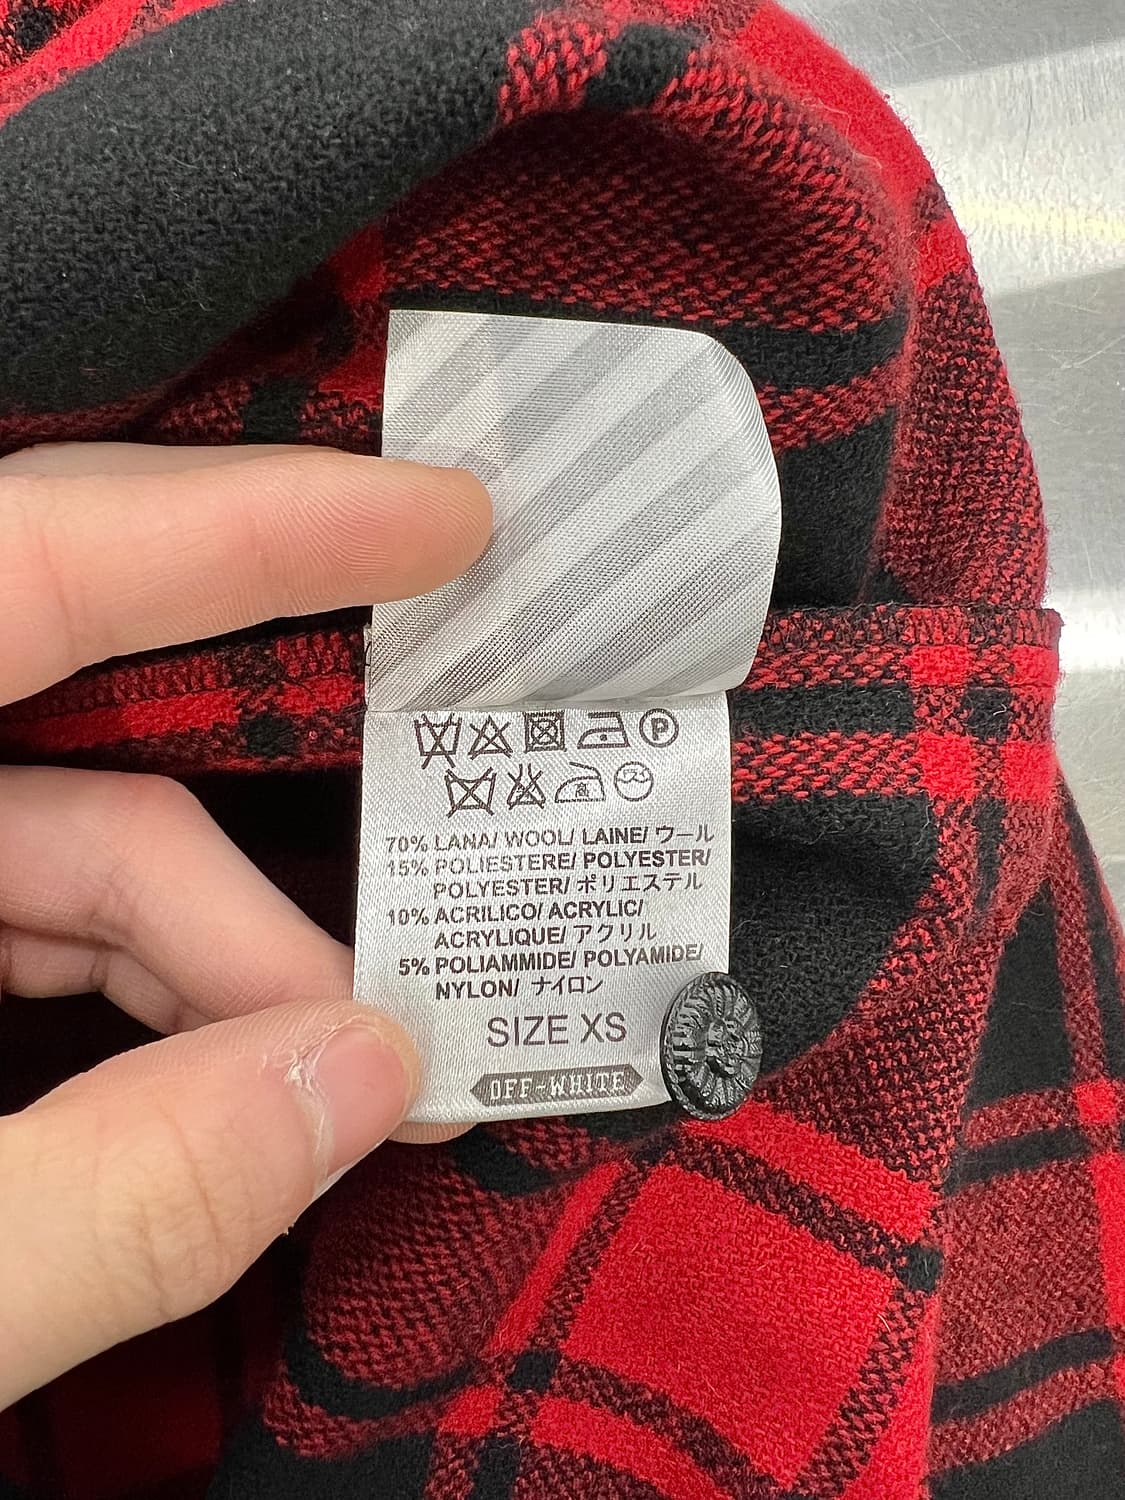 P
高
70% LANA/ WOOL/ LAINE/ ウール
15% POLIESTERE/ POLYESTER/
POLYESTER/ ポリエステル
10% ACRILICO/ ACRYLIC/
ACRYLIQUE/ アクリル
5% POLIAMMIDE/ POLYAMIDE/
NYLON/ ナイロン
SIZE XS
OFF-WHITE